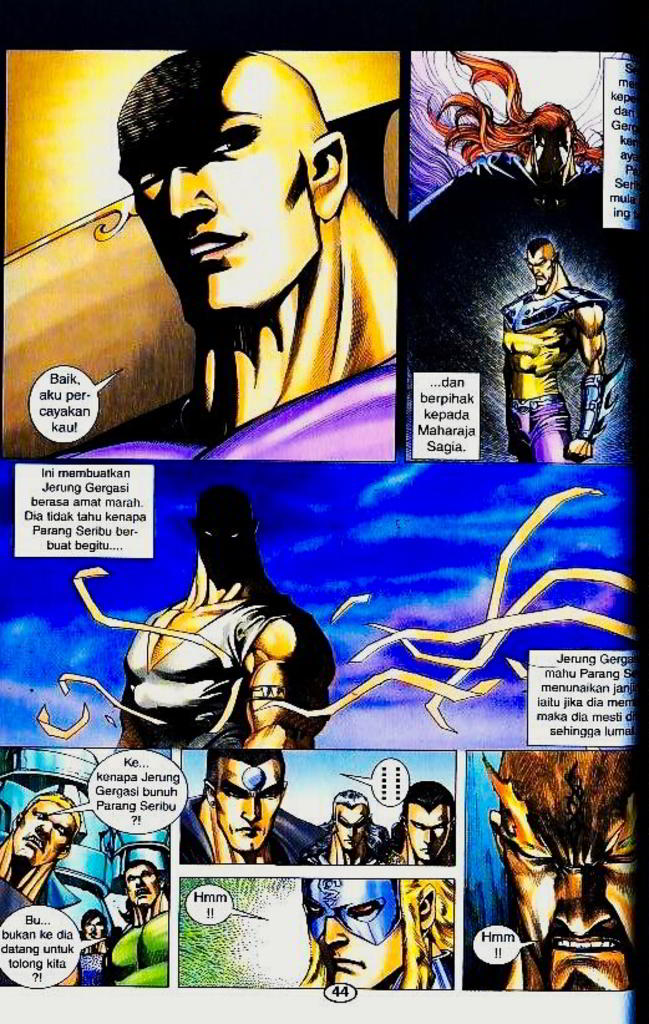 Baik,
aku per-
cayakan
kau!
dan
ing
...dan
berpihak
kepada
Maharaja
Sagia.
Ini membuatkan
Jerung Gergasi
berasa amat marah.
Dia tidak tahu kenapa
Parang Seribu ber-
buat begitu....
Jerung
mahu Parang
menunaikan
iaitu jika dia
maka dia mesti
sehingga
Ke...
kenapa Jerung
Gergasi bunuh
Parang Seribu
?!
Bu...
bukan ke dia
datang untuk
tolong kita
?!
Hmm
!!
Hmm
!!
44